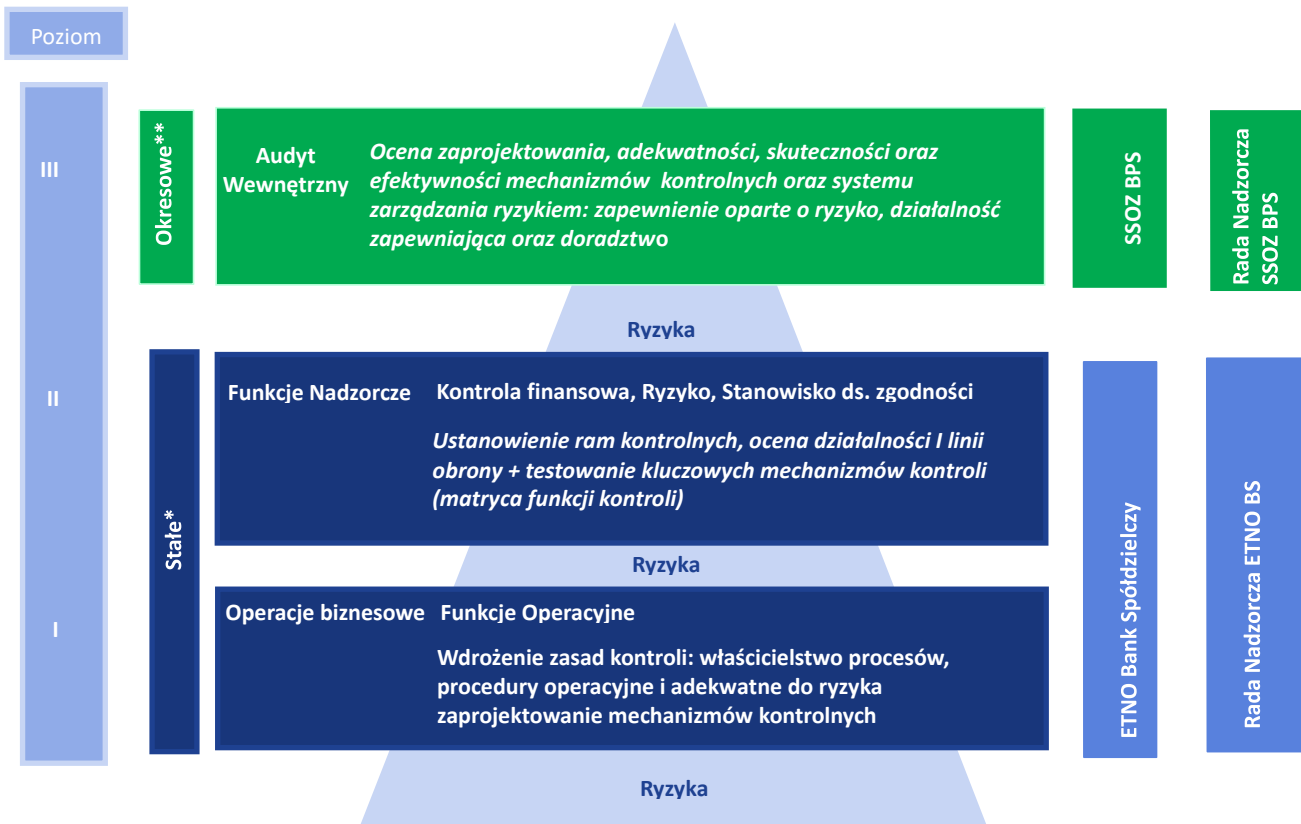 Poziom
III
Okresowe**
Audyt
Wewnętrzny
Ocena zaprojektowania, adekwatności, skuteczności oraz
efektywności mechanizmów kontrolnych oraz systemu
zarządzania ryzykiem: zapewnienie oparte o ryzyko, działalność
zapewniająca oraz doradztwo
SSOZ BPS
Rada Nadzorcza
SSOZ BPS
Ryzyka
II
Stałe*
Funkcje Nadzorcze
Kontrola finansowa, Ryzyko, Stanowisko ds. zgodności
Ustanowienie ram kontrolnych, ocena działalności I linii
obrony + testowanie kluczowych mechanizmów kontroli
(matryca funkcji kontroli)
ETNO Bank Spółdzielczy
Rada Nadzorcza ETNO BS
Ryzyka
I
Operacje biznesowe
Funkcje Operacyjne
Wdrożenie zasad kontroli: właścicielstwo procesów,
procedury operacyjne i adekwatne do ryzyka
zaprojektowanie mechanizmów kontrolnych
Ryzyka